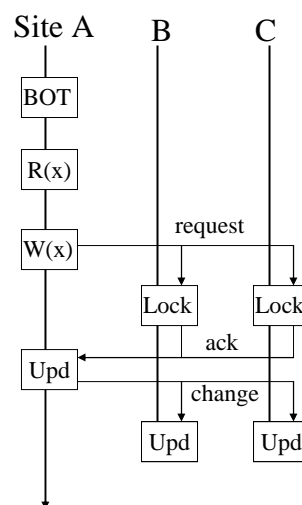 Site A B C
BOT
R(x)
request
W(x)
Lock Lock
ack
Upd
change
Upd Upd